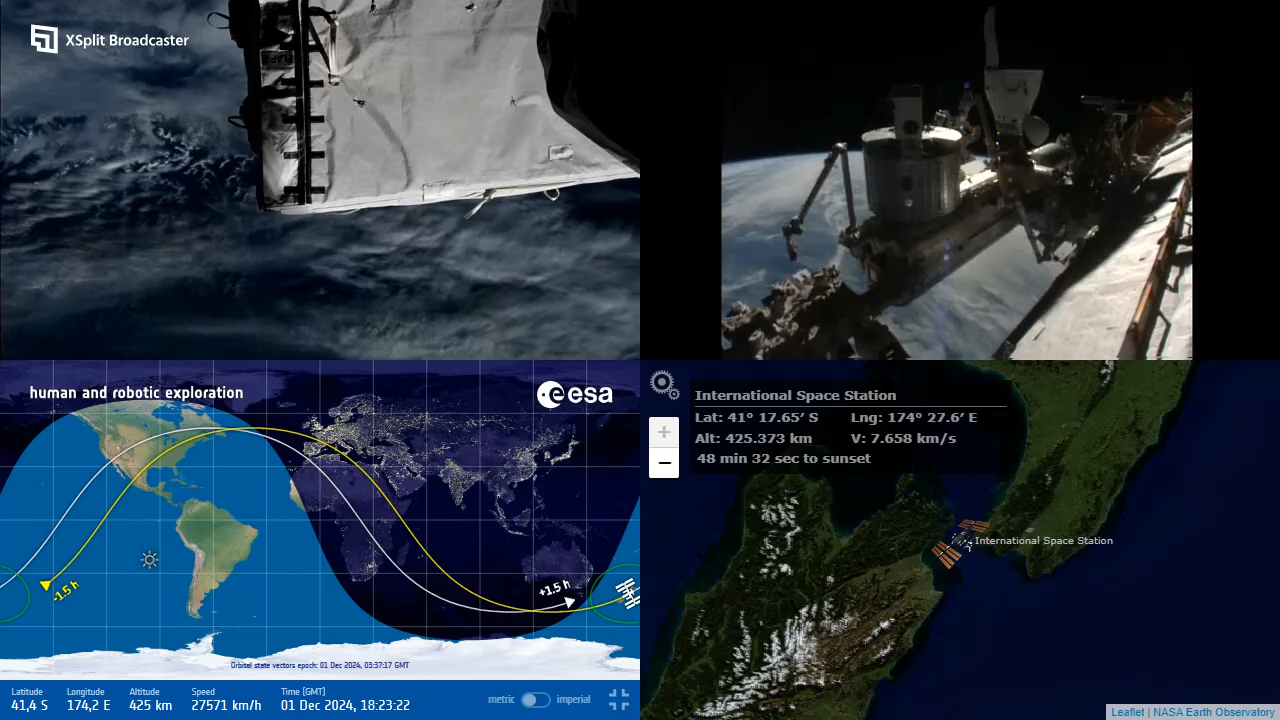 XSplit Broadcaster
human and robotic exploration
esa
-1.5 h
+1.5 h
Orbital state vectors epoch: 01 Dec 2024, 03:37:17 GMT
Latitude
41,4 S
Longitude
174,2 E
Altitude
425 km
Speed
27571 km/h
Time [GMT]
01 Dec 2024, 18:23:22
metric
imperial
International Space Station
Lat: 41° 17.65′ S
Lng: 174° 27.6′ E
Alt: 425.373 km
V: 7.658 km/s
48 min 32 sec to sunset
+
−
International Space Station
Leaflet | NASA Earth Observatory